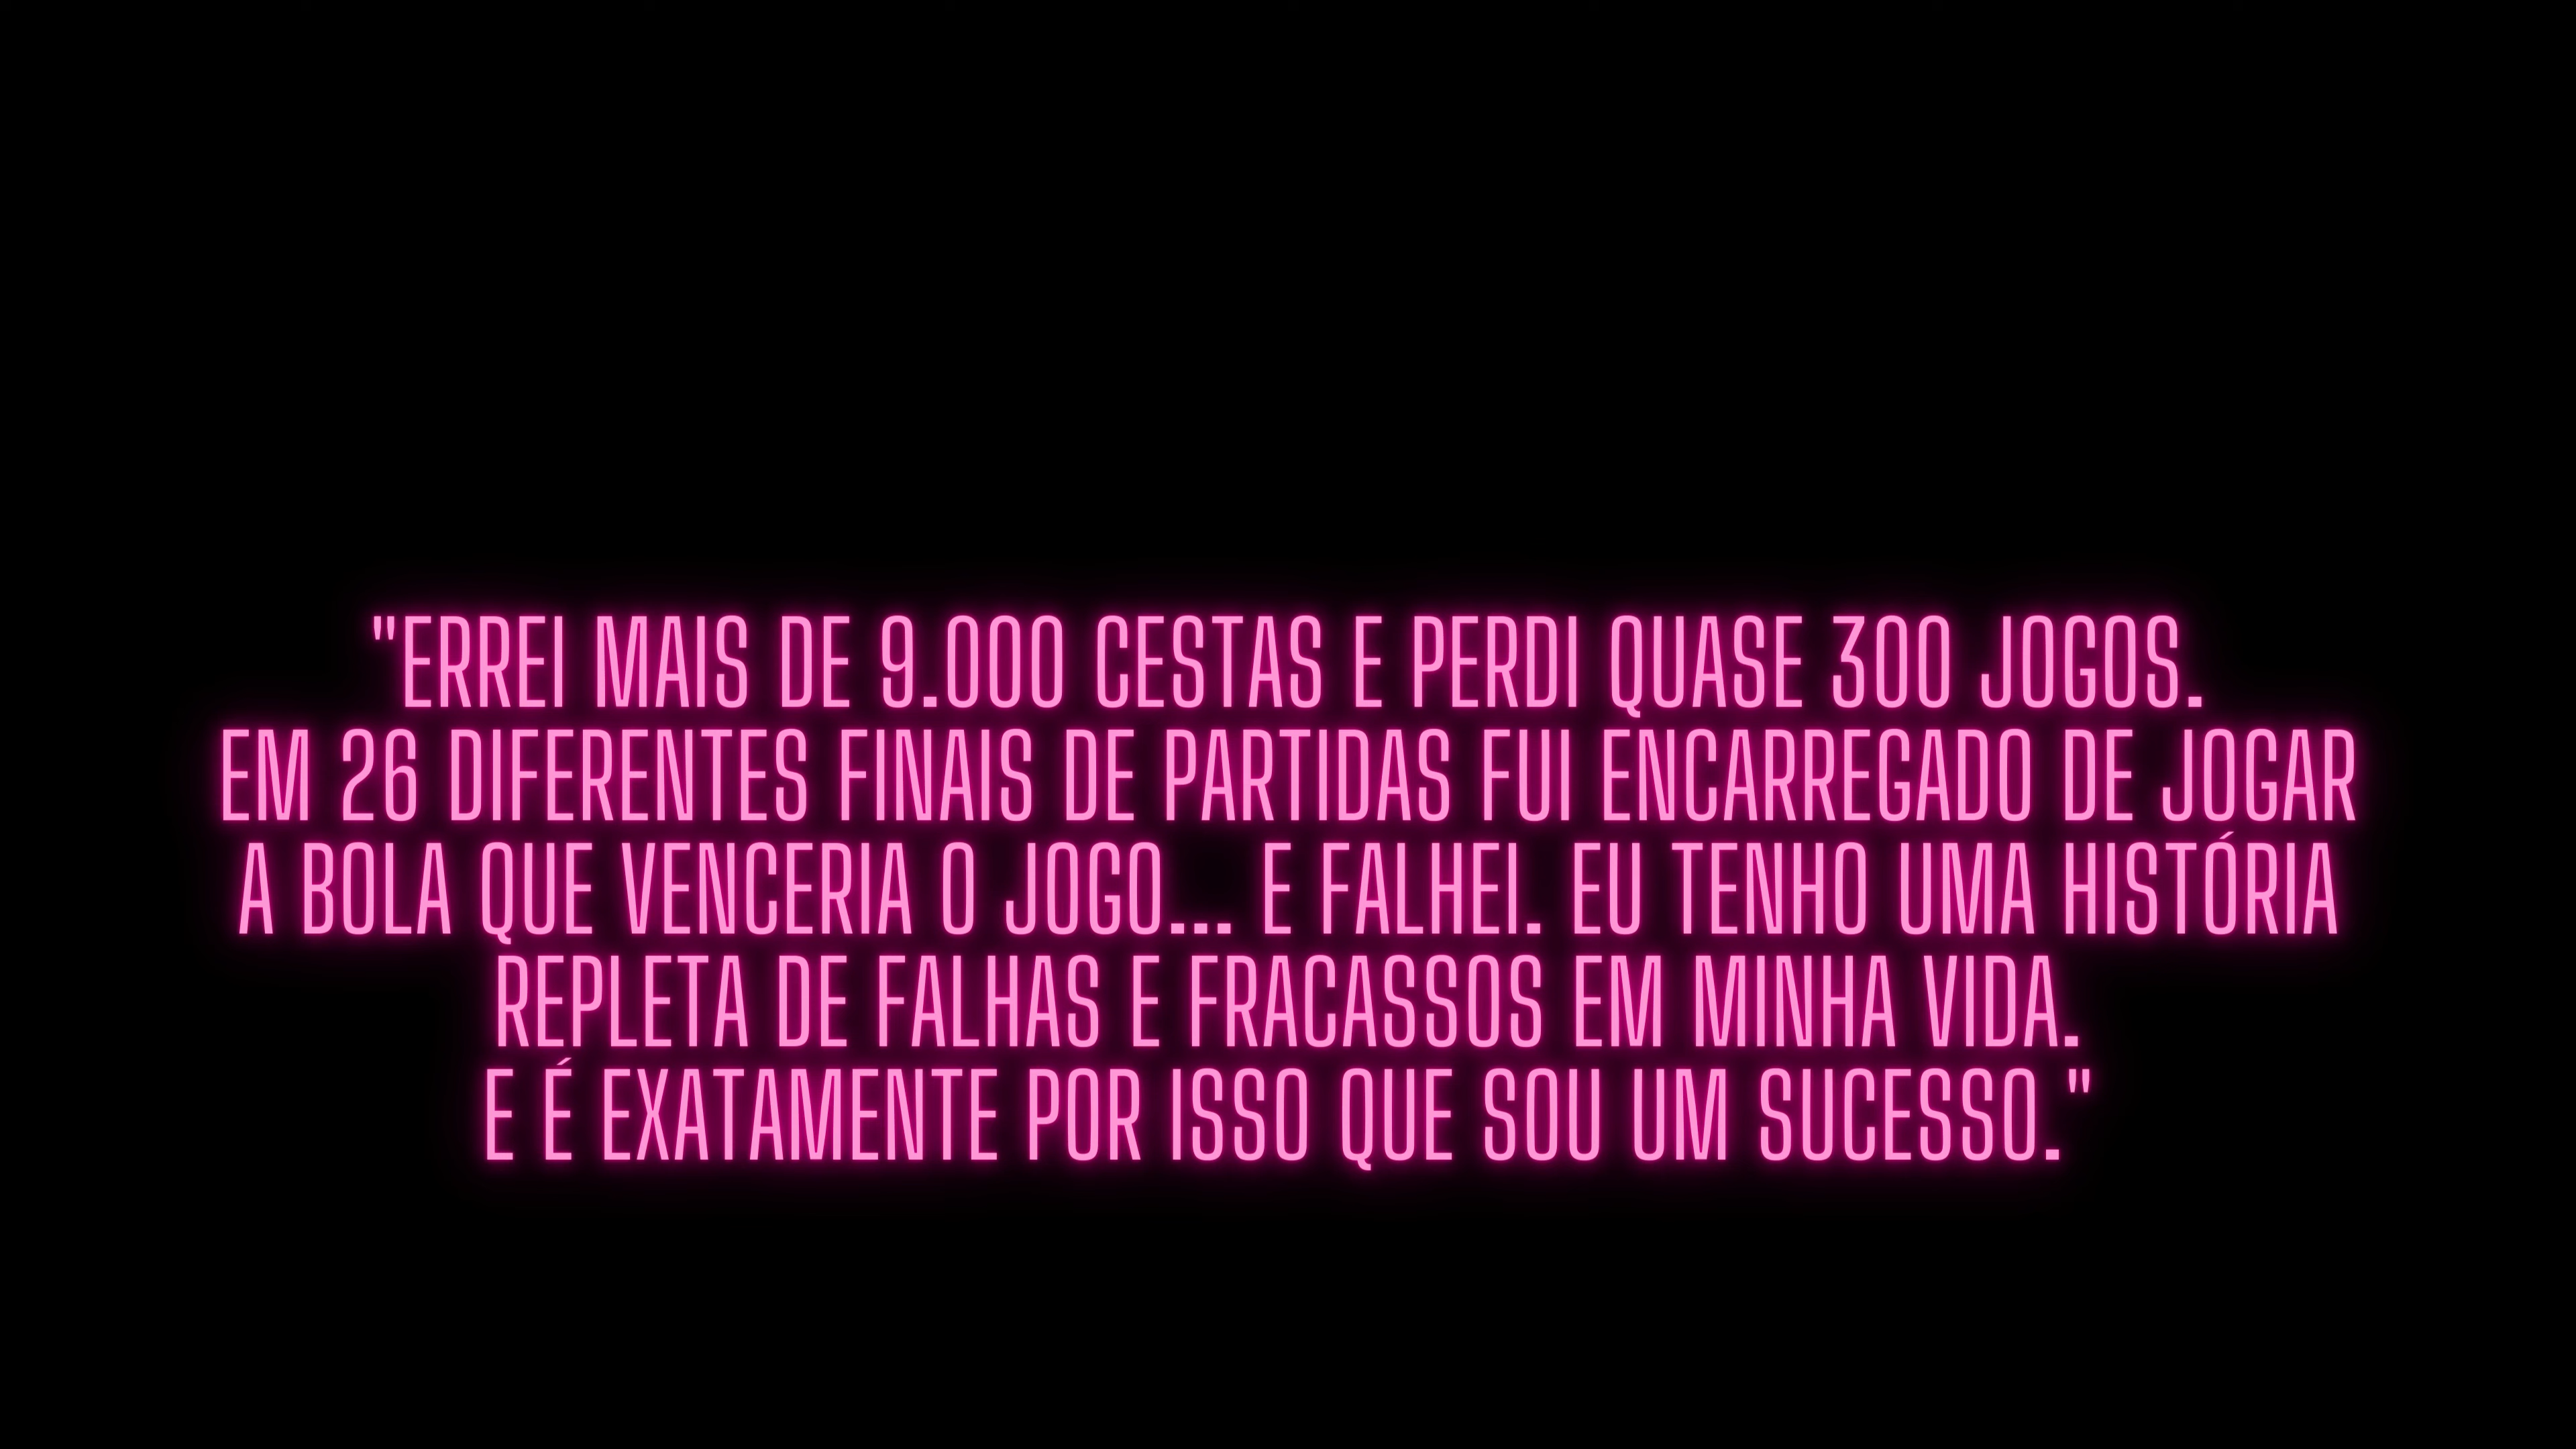 "ERREI MAIS DE 9.000 CESTAS E PERDI QUASE 300 JOGOS.
EM 26 DIFERENTES FINAIS DE PARTIDAS FUI ENCARREGADO DE JOGAR
A BOLA QUE VENCERIA O JOGO... E FALHEI. EU TENHO UMA HISTÓRIA
REPLETA DE FALHAS E FRACASSOS EM MINHA VIDA.
E É EXATAMENTE POR ISSO QUE SOU UM SUCESSO."